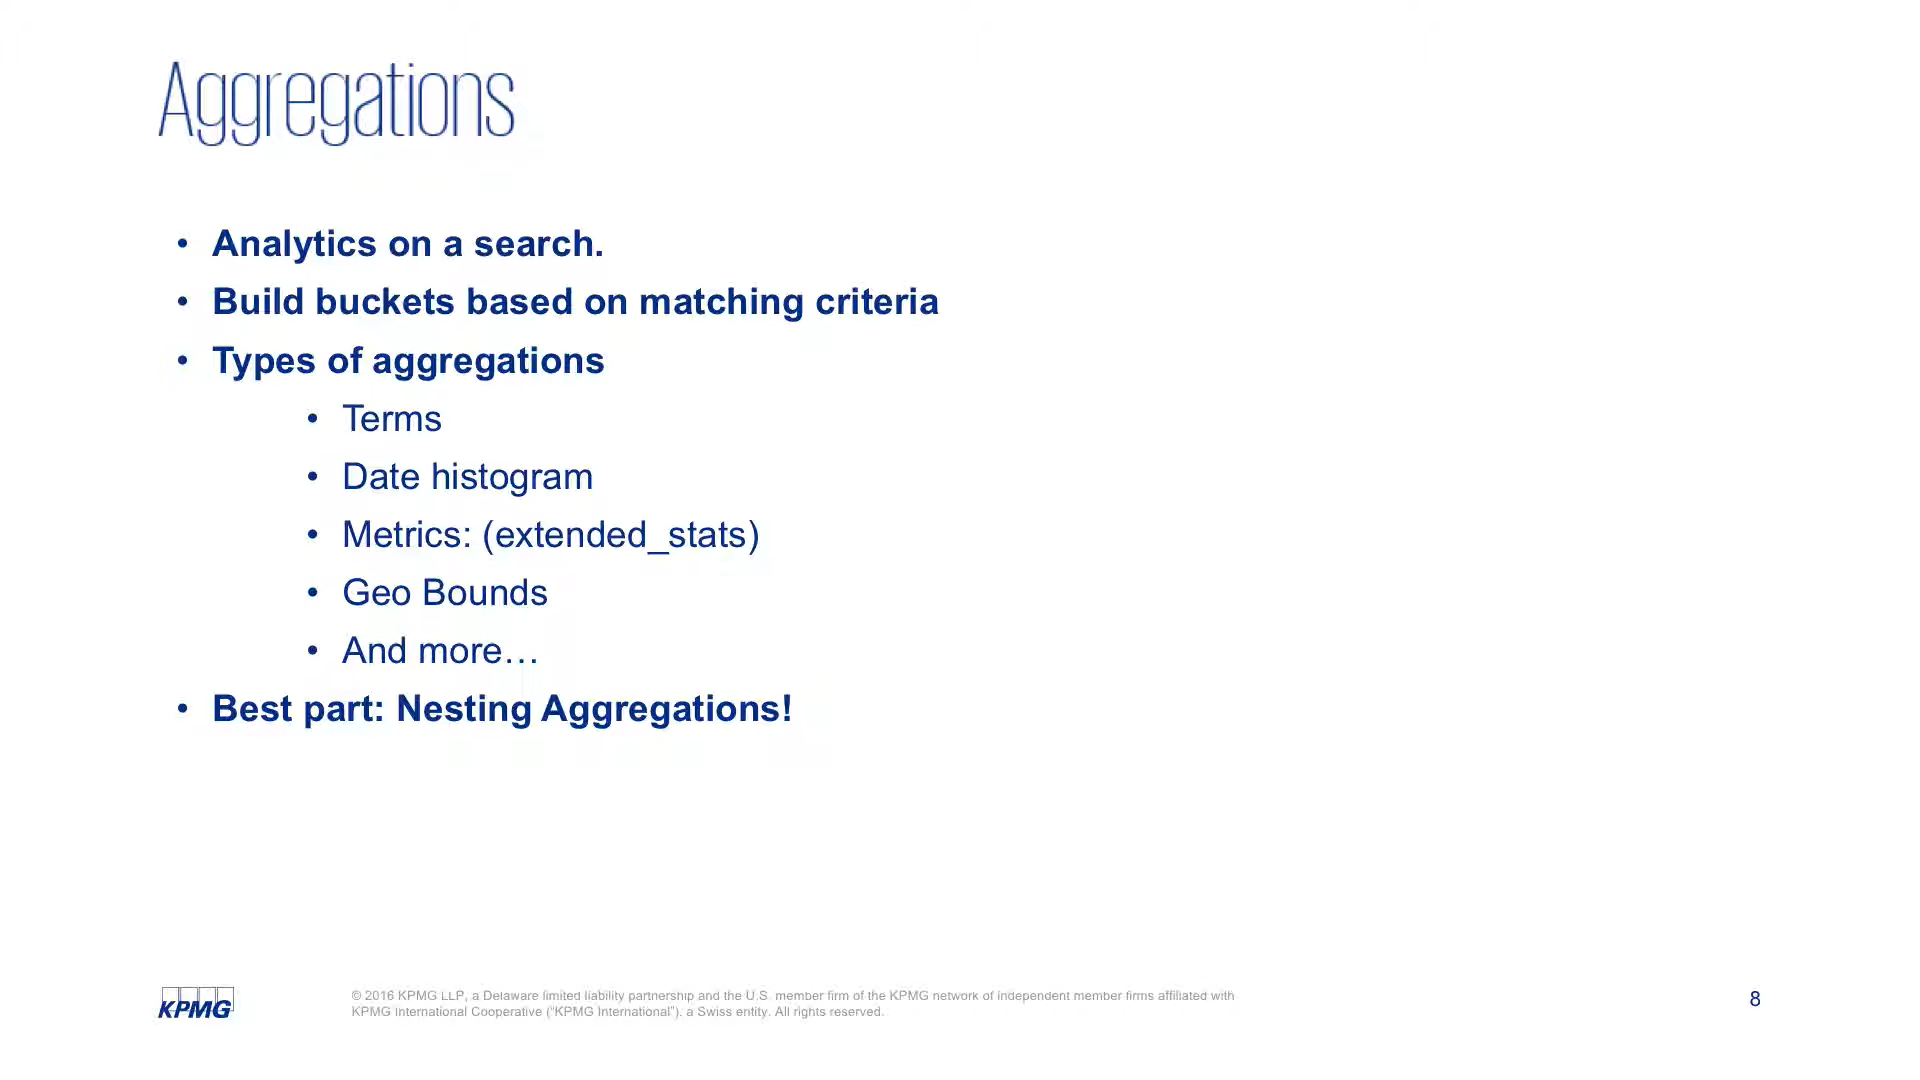 Aggregations
• Analytics on a search.
• Build buckets based on matching criteria
• Types of aggregations
• Terms
• Date histogram
• Metrics: (extended_stats)
• Geo Bounds
• And more…
• Best part: Nesting Aggregations!
KPMG
© 2016 KPMG LLP, a Delaware limited liability partnership and the U.S. member firm of the KPMG network of independent member firms affiliated with
KPMG International Cooperative (“KPMG International”), a Swiss entity. All rights reserved.
8